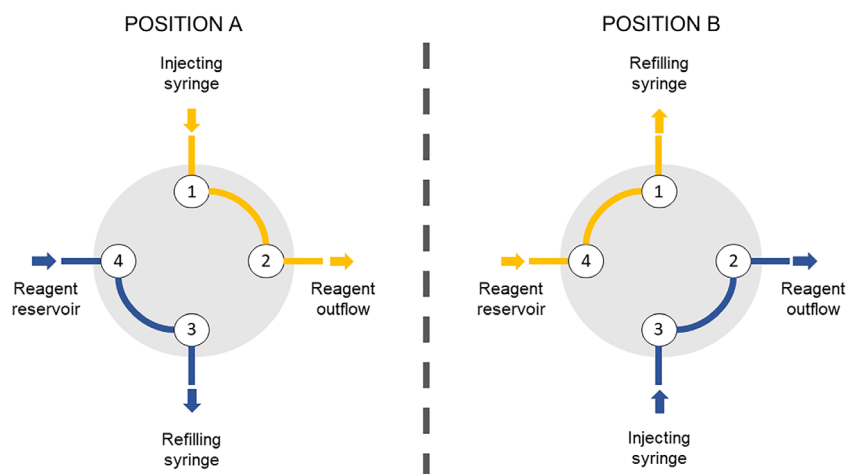 POSITION A
Injecting
syringe
1
4
2
Reagent
reservoir
Reagent
outflow
3
Refilling
syringe
POSITION B
Refilling
syringe
1
4
2
Reagent
reservoir
Reagent
outflow
3
Injecting
syringe